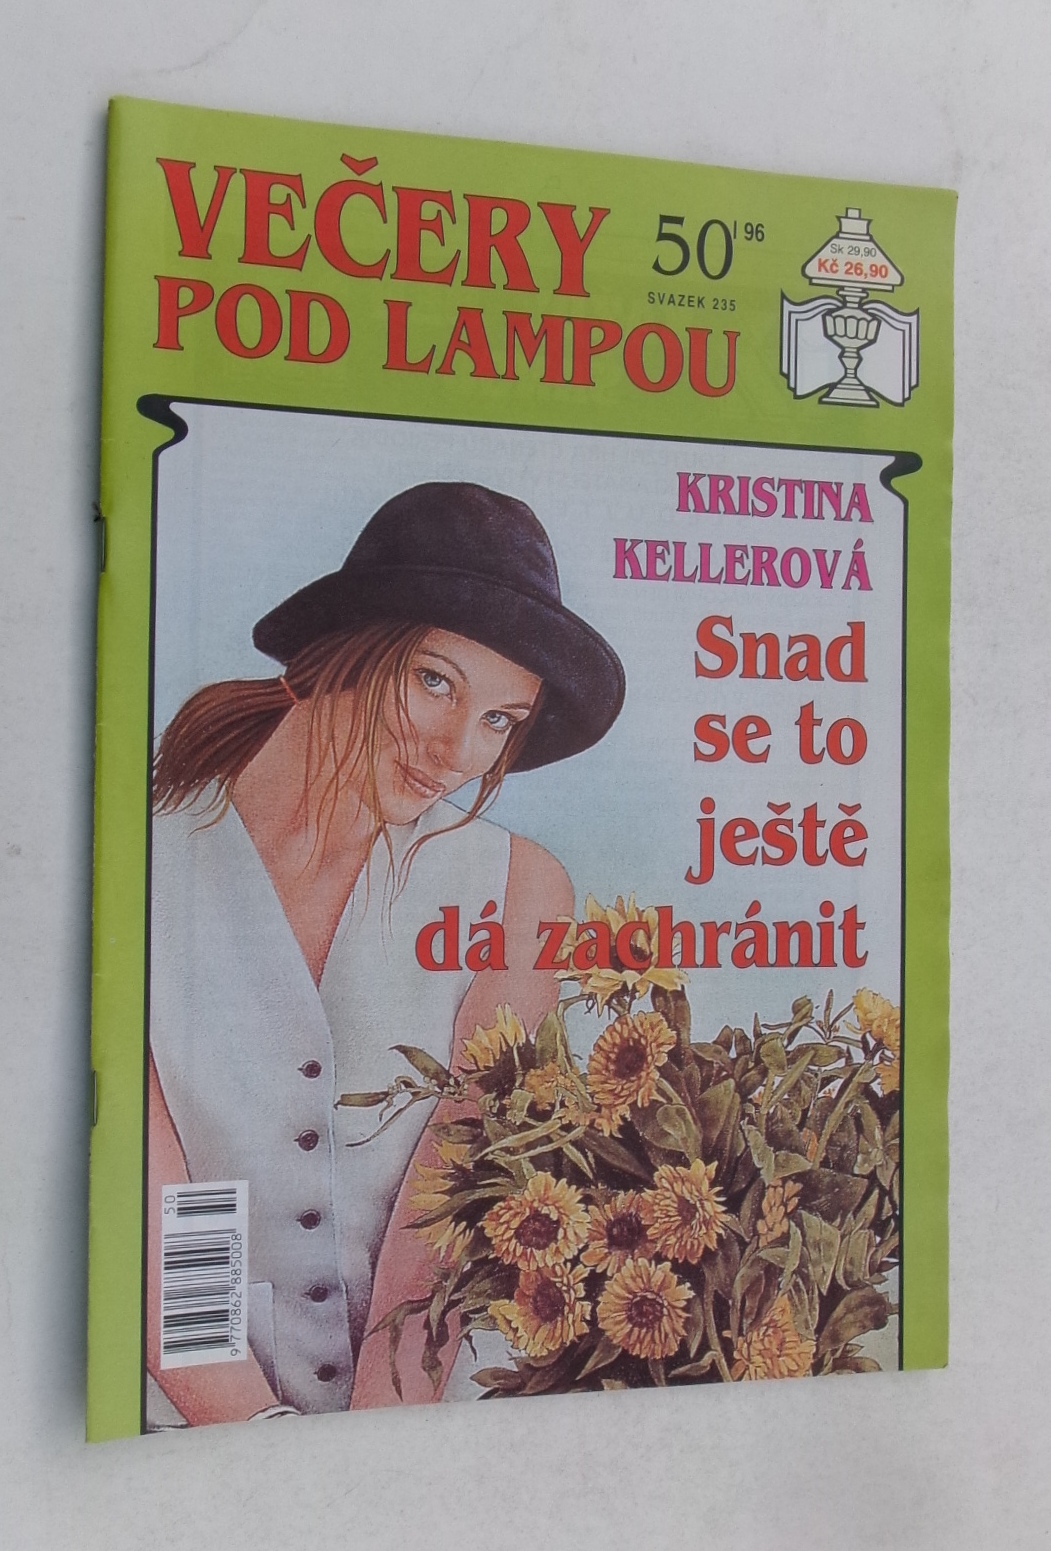 VEČERY
POD LAMPOU
50/96
SVAZEK 235
Sk 29,90
Kč 26,90
KRISTINA
KELLEROVÁ
Snad
se to
ještě
dá zachránit
50
9 770862 885008